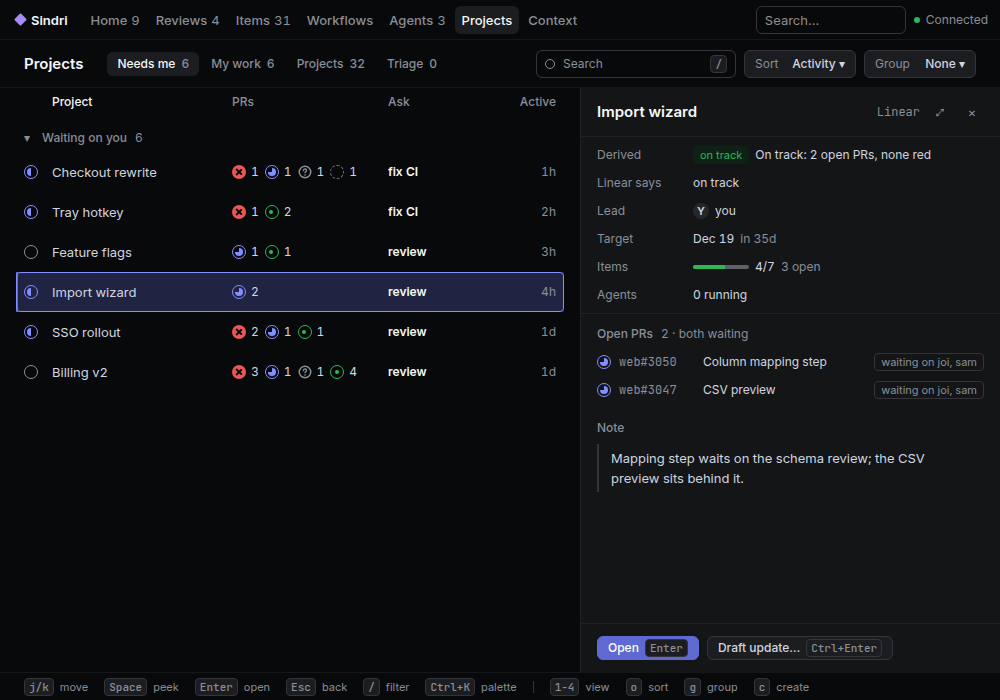 Sindri Home 9 Reviews 4 Items 31 Workflows Agents 3 Projects Context Search... Connected
Projects Needs me 6 My work 6 Projects 32 Triage 0 Search / Sort Activity ▾ Group None ▾
Project PRs Ask Active
▾ Waiting on you 6
Checkout rewrite 1 1 1 1 fix CI 1h
Tray hotkey 1 2 fix CI 2h
Feature flags 1 1 review 3h
Import wizard 2 review 4h
SSO rollout 2 1 1 review 1d
Billing v2 3 1 1 4 review 1d
Import wizard Linear ⤢ ×
Derived on track On track: 2 open PRs, none red
Linear says on track
Lead Y you
Target Dec 19 in 35d
Items 4/7 3 open
Agents 0 running
Open PRs 2 · both waiting
web#3050 Column mapping step waiting on joi, sam
web#3047 CSV preview waiting on joi, sam
Note
Mapping step waits on the schema review; the CSV
preview sits behind it.
Open Enter Draft update... Ctrl+Enter
j/k move Space peek Enter open Esc back / filter Ctrl+K palette 1-4 view o sort g group c create